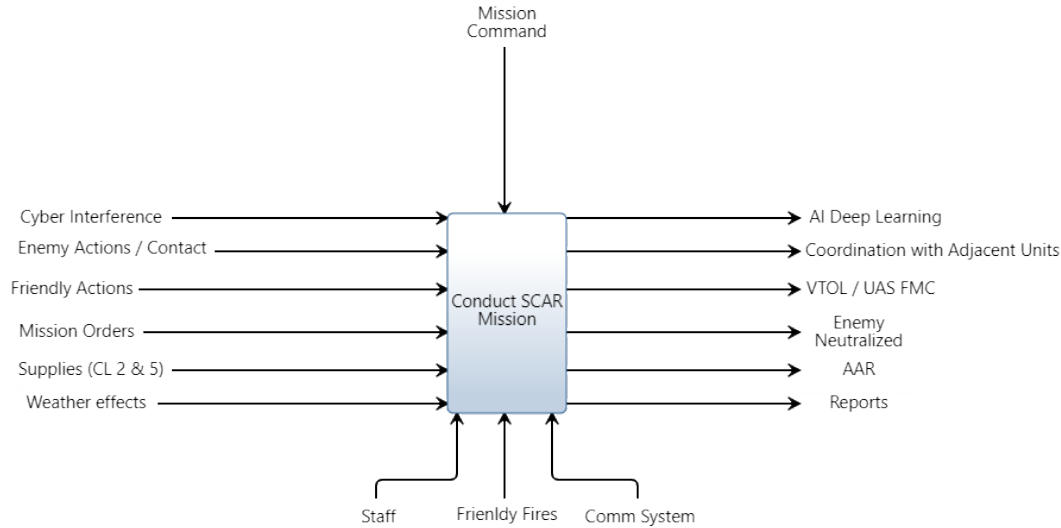 Mission
Command
Cyber Interference
AI Deep Learning
Enemy Actions / Contact
Coordination with Adjacent Units
Friendly Actions
Conduct SCAR
Mission
VTOL / UAS FMC
Mission Orders
Enemy
Neutralized
Supplies (CL 2 & 5)
AAR
Weather effects
Reports
Staff
Frienldy Fires
Comm System